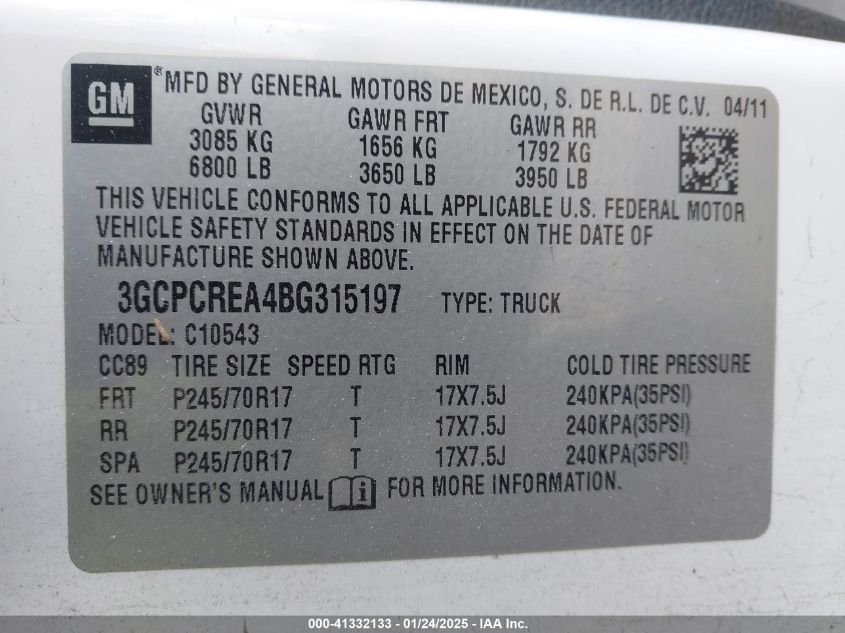 GM ® MFD BY GENERAL MOTORS DE MEXICO, S. DE R.L. DE C.V. 04/11
GVWR GAWR FRT GAWR RR
3085 KG 1656 KG 1792 KG
6800 LB 3650 LB 3950 LB
THIS VEHICLE CONFORMS TO ALL APPLICABLE U.S. FEDERAL MOTOR
VEHICLE SAFETY STANDARDS IN EFFECT ON THE DATE OF
MANUFACTURE SHOWN ABOVE.
3GCPCREA4BG315197 TYPE: TRUCK
MODEL: C10543
CC89 TIRE SIZE SPEED RTG RIM COLD TIRE PRESSURE
FRT P245/70R17 T 17X7.5J 240KPA(35PSI)
RR P245/70R17 T 17X7.5J 240KPA(35PSI)
SPA P245/70R17 T 17X7.5J 240KPA(35PSI)
SEE OWNER'S MANUAL i FOR MORE INFORMATION.
000-41332133 - 01/24/2025 - IAA Inc.